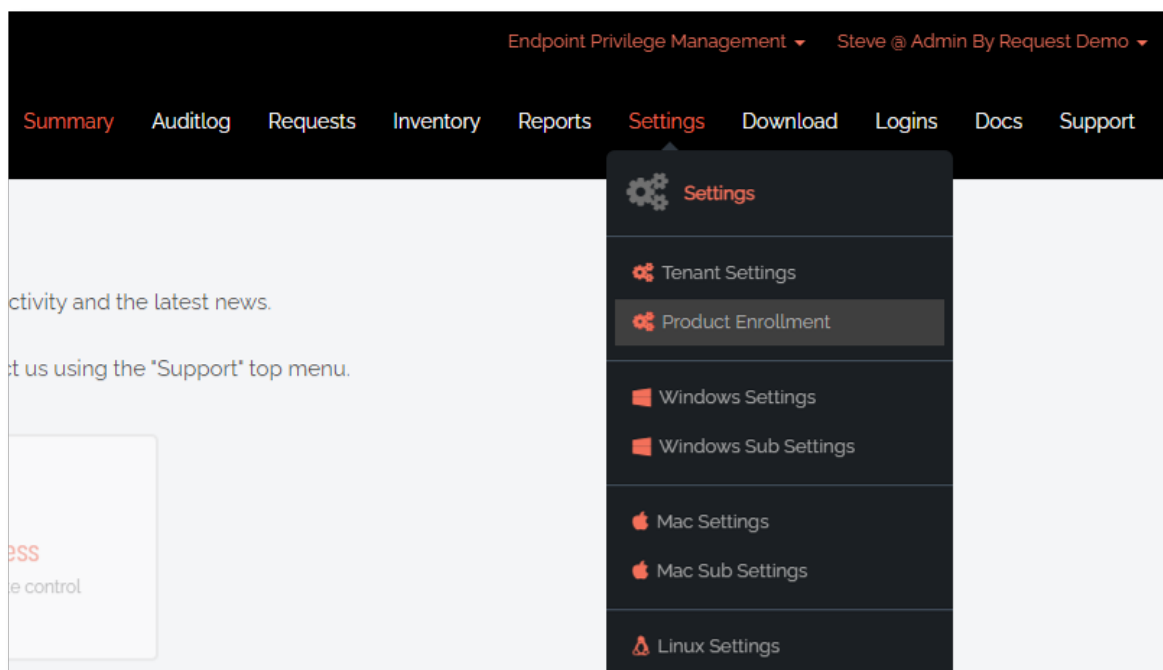 Endpoint Privilege Management Steve @ Admin By Request Demo
Summary Auditlog Requests Inventory Reports Settings Download Logins Docs Support
Settings
Tenant Settings
ctivity and the latest news.
Product Enrollment
ct us using the "Support" top menu.
Windows Settings
Windows Sub Settings
Mac Settings
ess
Mac Sub Settings
e control
Linux Settings